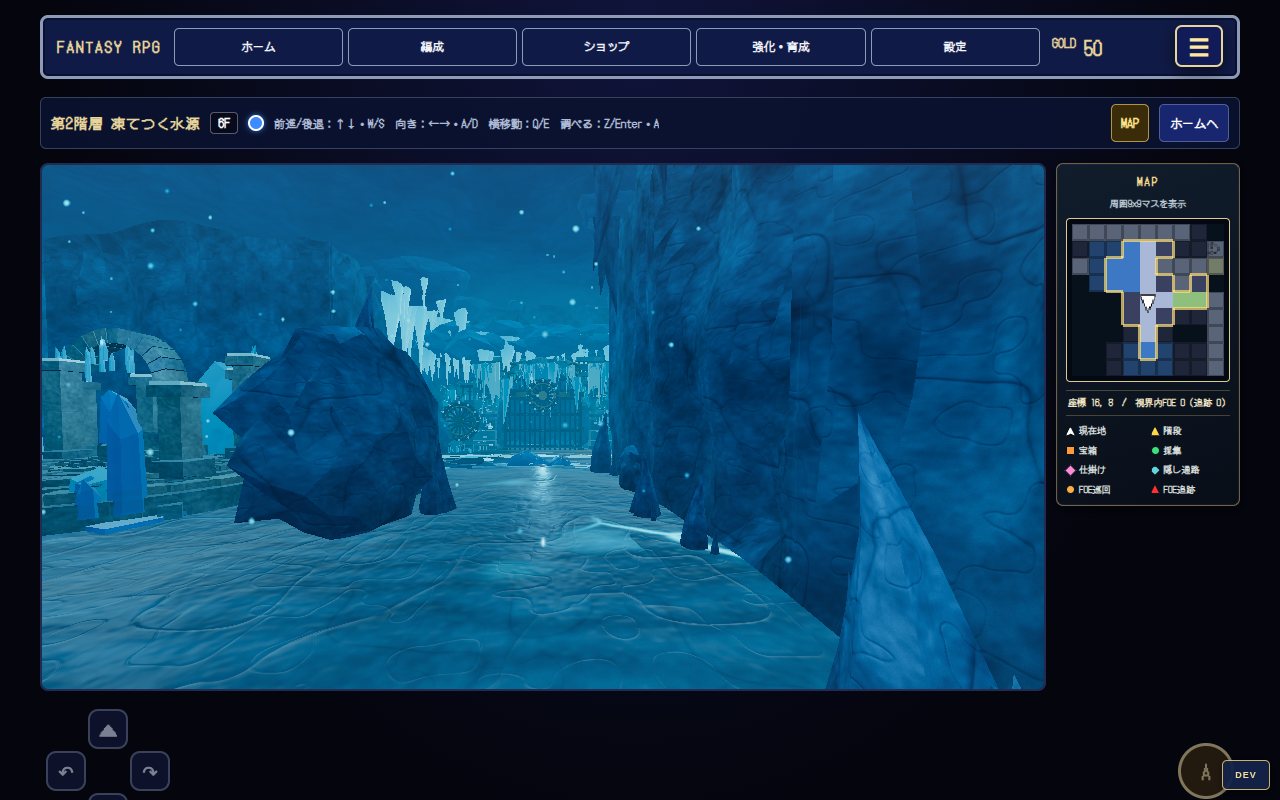 FANTASY RPG
ホーム
編成
ショップ
強化・育成
設定
GOLD 50
第2階層 凍てつく水源
6F
前進/後退：↑↓・W/S 向き：←→・A/D 横移動：Q/E 調べる：Z/Enter・A
MAP
ホームへ
MAP
周囲9x9マスを表示
座標 16, 8 / 視界内FOE 0 (追跡 0)
現在地
階段
宝箱
採集
仕掛け
隠し通路
FOE巡回
FOE追跡
A
DEV